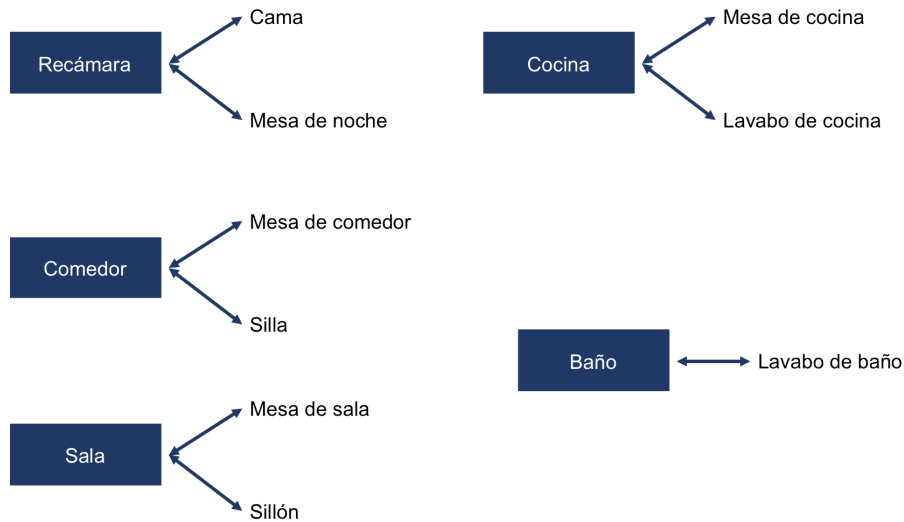 Recámara
Cama
Mesa de noche
Cocina
Mesa de cocina
Lavabo de cocina
Comedor
Mesa de comedor
Silla
Baño
Lavabo de baño
Sala
Mesa de sala
Sillón